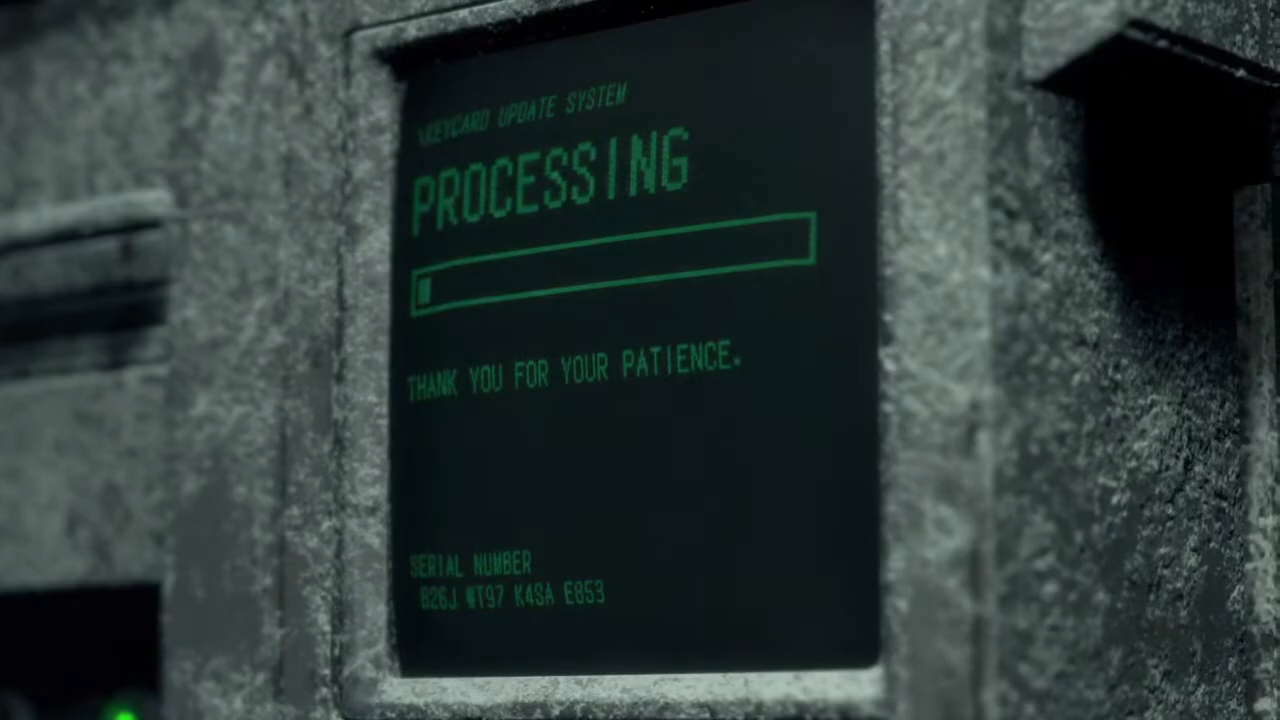 \KEYCARD UPDATE SYSTEM
PROCESSING
THANK YOU FOR YOUR PATIENCE.
SERIAL NUMBER
B26J WT97 K4SA E853